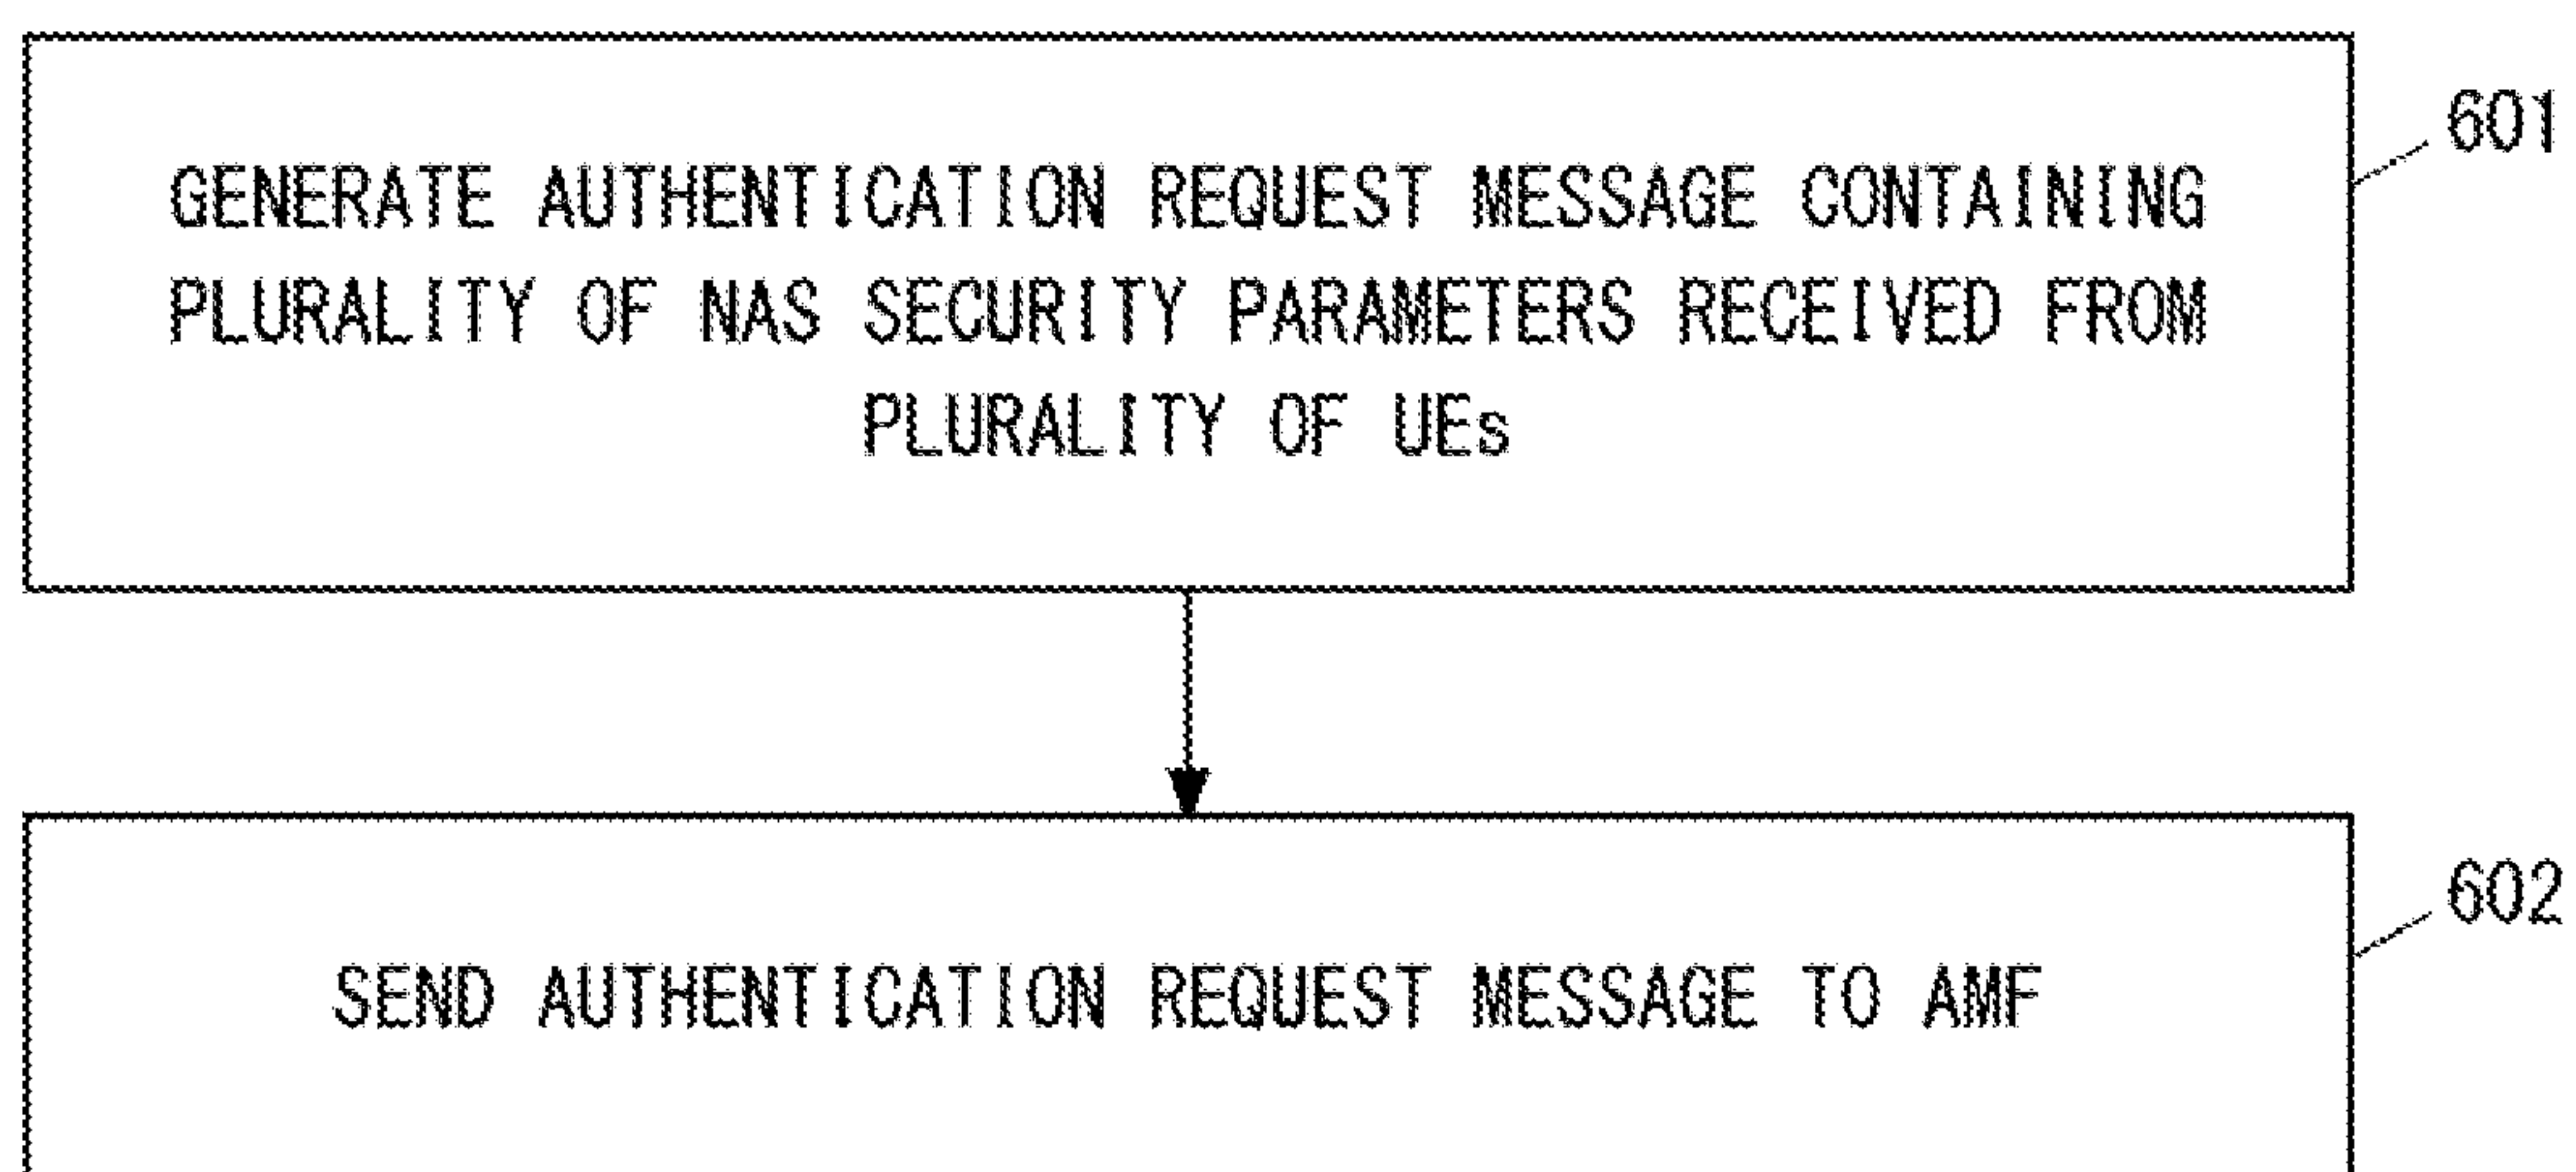 601
GENERATE AUTHENTICATION REQUEST MESSAGE CONTAINING
PLURALITY OF NAS SECURITY PARAMETERS RECEIVED FROM
PLURALITY OF UEs
602
SEND AUTHENTICATION REQUEST MESSAGE TO AMF